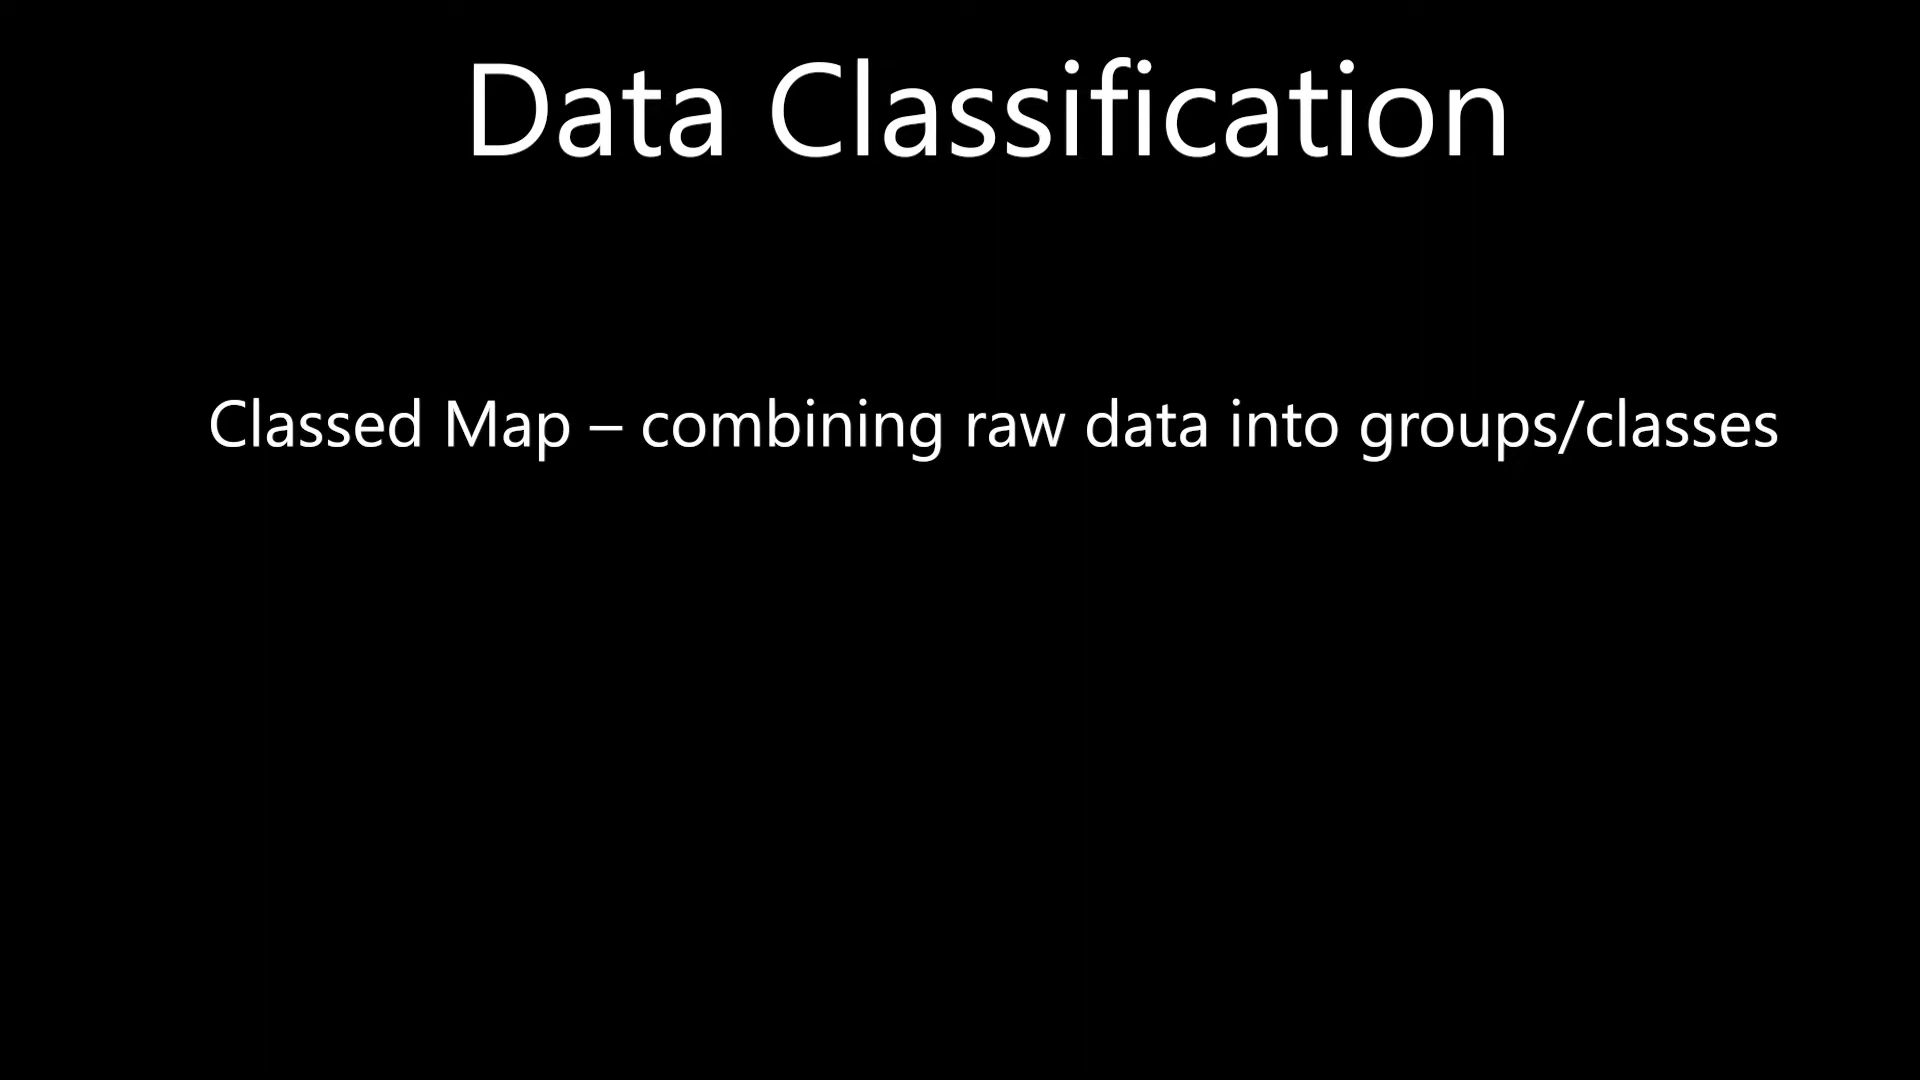 Data Classification
Classed Map – combining raw data into groups/classes